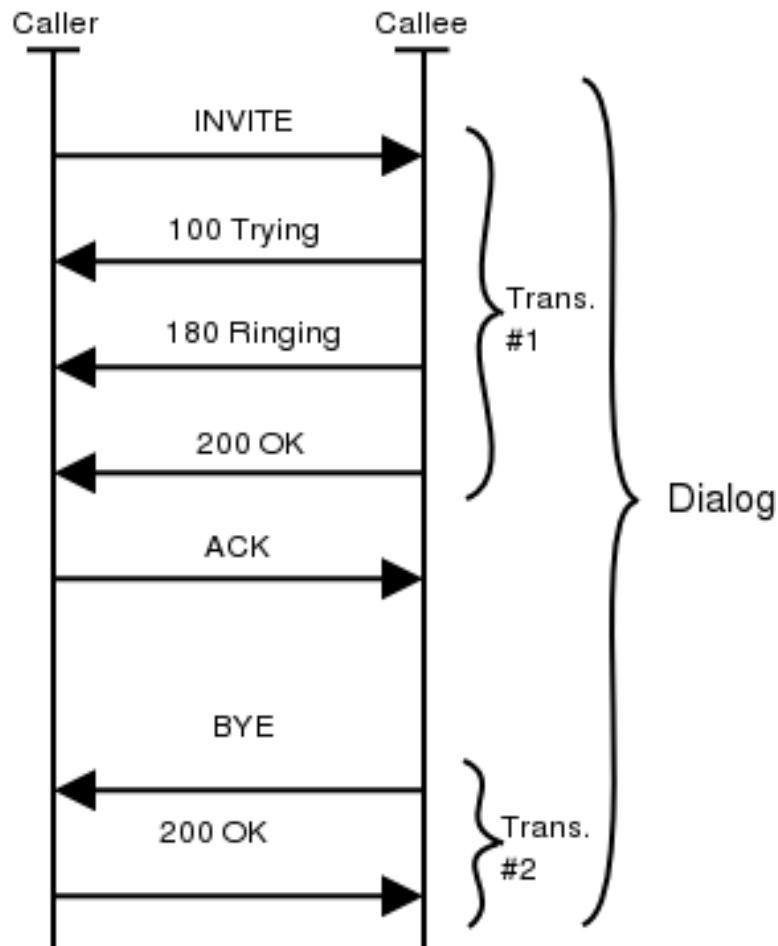 Caller
Callee
INVITE
100 Trying
180 Ringing
Trans.
#1
200 OK
Dialog
ACK
BYE
200 OK
Trans.
#2